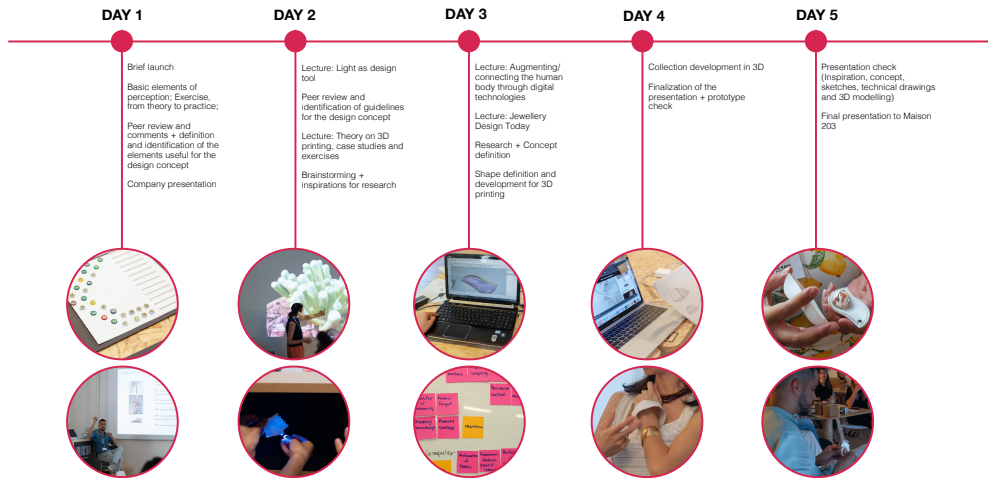 DAY 1
DAY 2
DAY 3
DAY 4
DAY 5
Brief launch
Basic elements of
perception; Exercise,
from theory to practice;
Peer review and
comments + definition
and identification of the
elements useful for the
design concept
Company presentation
Lecture: Light as design
tool
Peer review and
identification of guidelines
for the design concept
Lecture: Theory on 3D
printing, case studies and
exercises
Brainstorming +
inspirations for research
Lecture: Augmenting/
connecting the human
body through digital
technologies
Lecture: Jewellery
Design Today
Research + Concept
definition
Shape definition and
development for 3D
printing
Collection development in 3D
Finalization of the
presentation + prototype
check
Presentation check
(Inspiration, concept,
sketches, technical drawings
and 3D modelling)
Final presentation to Maison
203